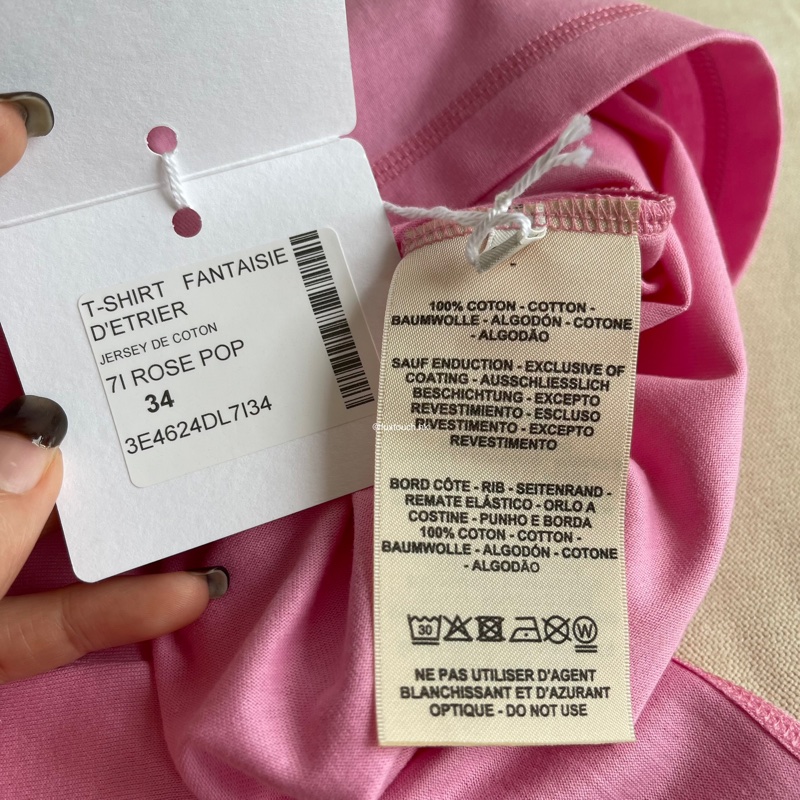 T-SHIRT FANTAISIE
D'ETRIER
JERSEY DE COTON
7I ROSE POP
34
3E4624DL7I34
100% COTON - COTTON -
BAUMWOLLE - ALGODÓN - COTONE
- ALGODÃO
SAUF ENDUCTION - EXCLUSIVE OF
COATING - AUSSCHLIESSLICH
BESCHICHTUNG - EXCEPTO
REVESTIMIENTO - ESCLUSO
RIVESTIMENTO - EXCEPTO
REVESTIMENTO
BORD CÔTE - RIB - SEITENRAND -
REMATE ELÁSTICO - ORLO A
COSTINE - PUNHO E BORDA
100% COTON - COTTON -
BAUMWOLLE - ALGODÓN - COTONE
- ALGODÃO
30
W
NE PAS UTILISER D'AGENT
BLANCHISSANT ET D'AZURANT
OPTIQUE - DO NOT USE